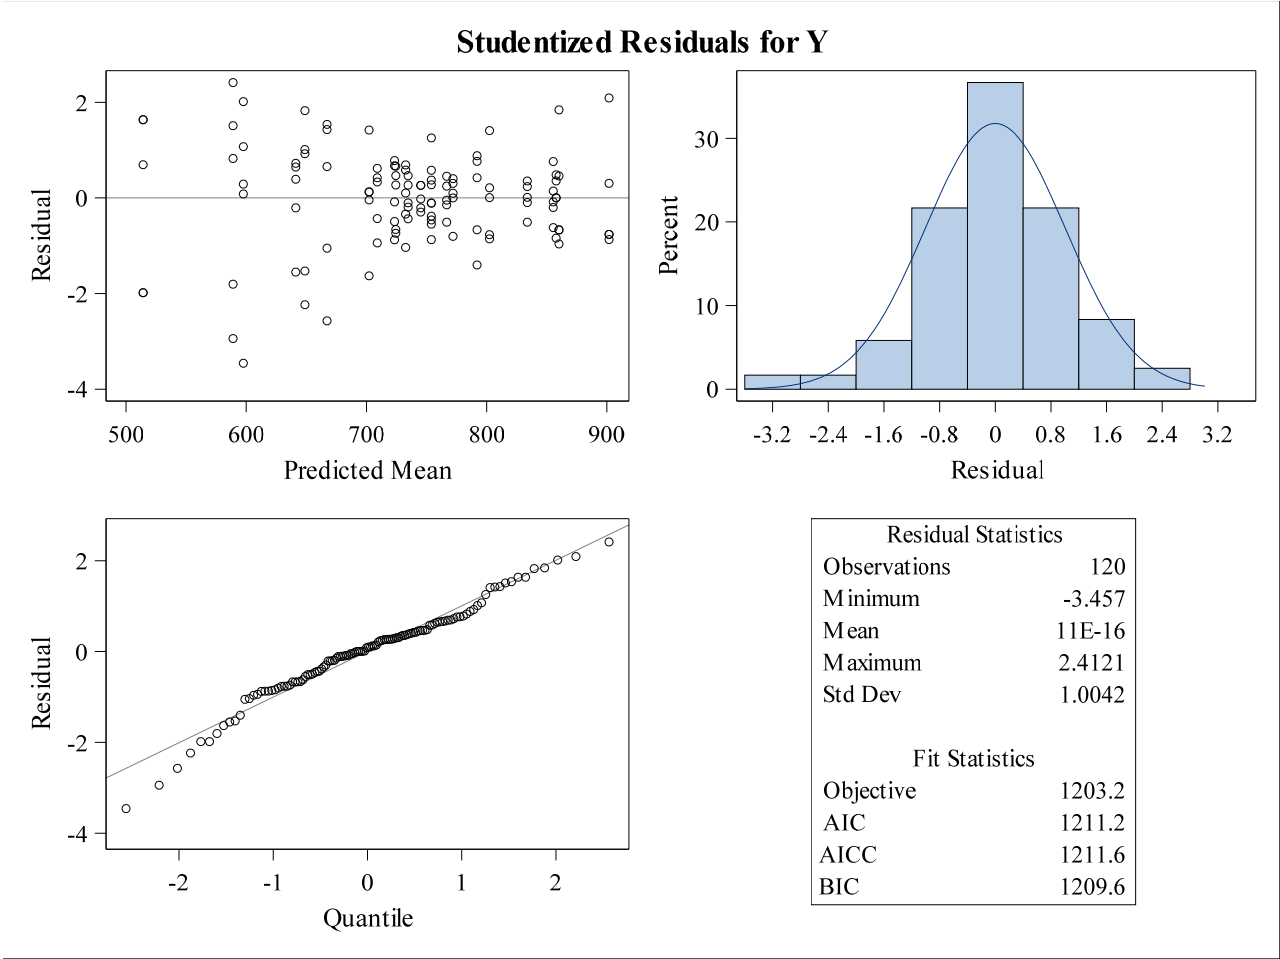 Studentized Residuals for Y
2
0
-2
-4
Residual
500 600 700 800 900
Predicted Mean
30
20
10
0
Percent
-3.2 -2.4 -1.6 -0.8 0 0.8 1.6 2.4 3.2
Residual
2
0
-2
-4
Residual
-2 -1 0 1 2
Quantile
Residual Statistics
Observations 120
Minimum -3.457
Mean 11E-16
Maximum 2.4121
Std Dev 1.0042
Fit Statistics
Objective 1203.2
AIC 1211.2
AICC 1211.6
BIC 1209.6